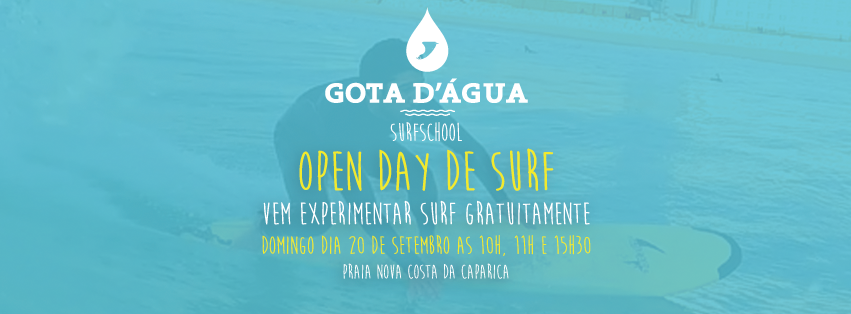 GOTA D'ÁGUA
SURFSCHOOL
OPEN DAY DE SURF
VEM EXPERIMENTAR SURF GRATUITAMENTE
DOMINGO DIA 20 DE SETEMBRO AS 10H, 11H E 15H30
PRAIA NOVA COSTA DA CAPARICA